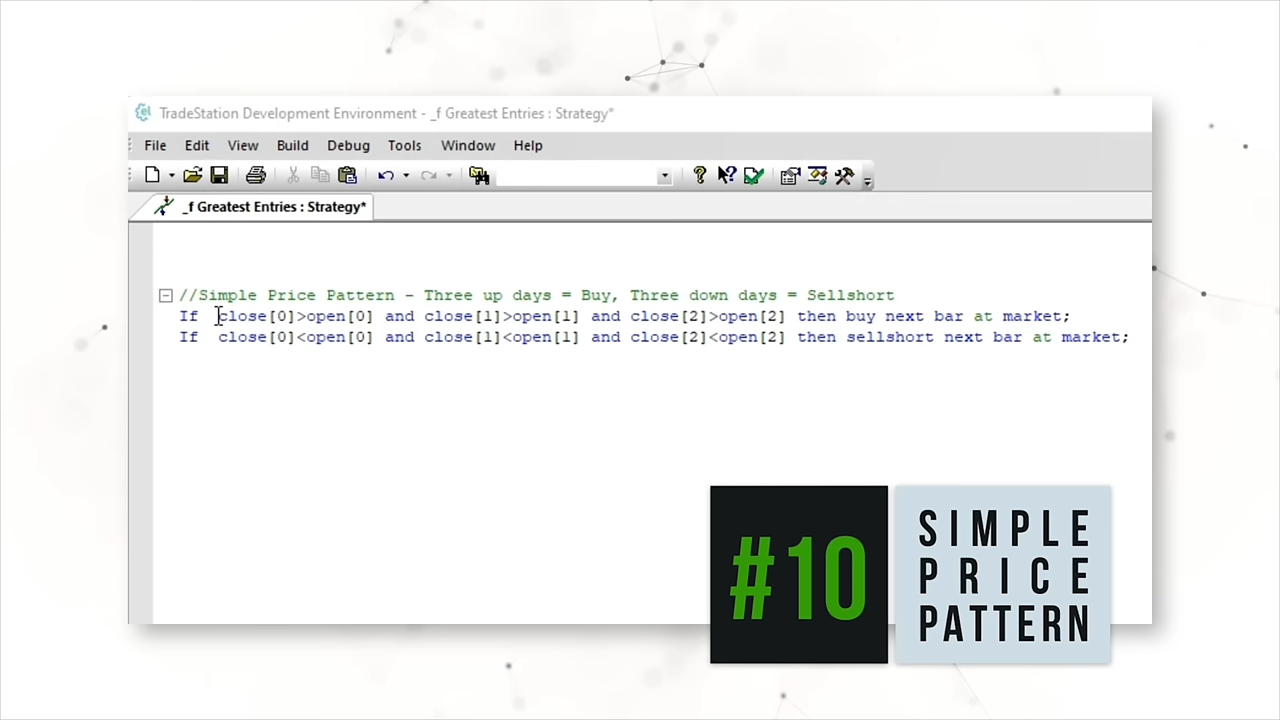 TradeStation Development Environment - _f Greatest Entries : Strategy*
File Edit View Build Debug Tools Window Help
_f Greatest Entries : Strategy*
//Simple Price Pattern - Three up days = Buy, Three down days = Sellshort
If close[0]>open[0] and close[1]>open[1] and close[2]>open[2] then buy next bar at market;
If close[0]<open[0] and close[1]<open[1] and close[2]<open[2] then sellshort next bar at market;
#10
SIMPLE
PRICE
PATTERN